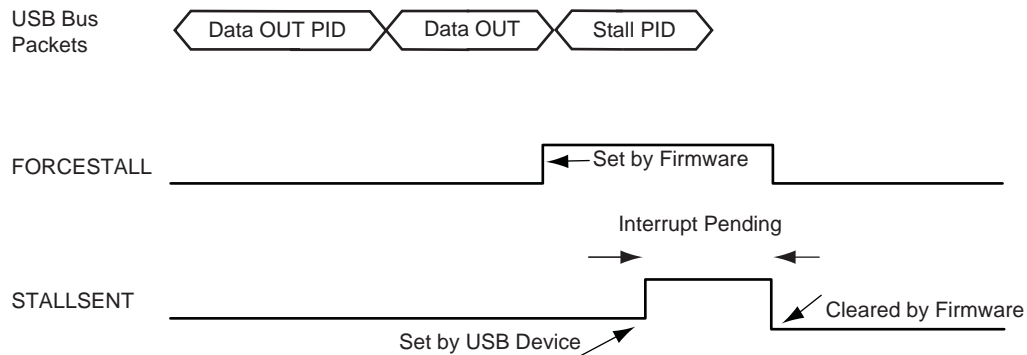 USB Bus
Packets
Data OUT PID
Data OUT
Stall PID
FORCESTALL
Set by Firmware
Interrupt Pending
STALLSENT
Cleared by Firmware
Set by USB Device